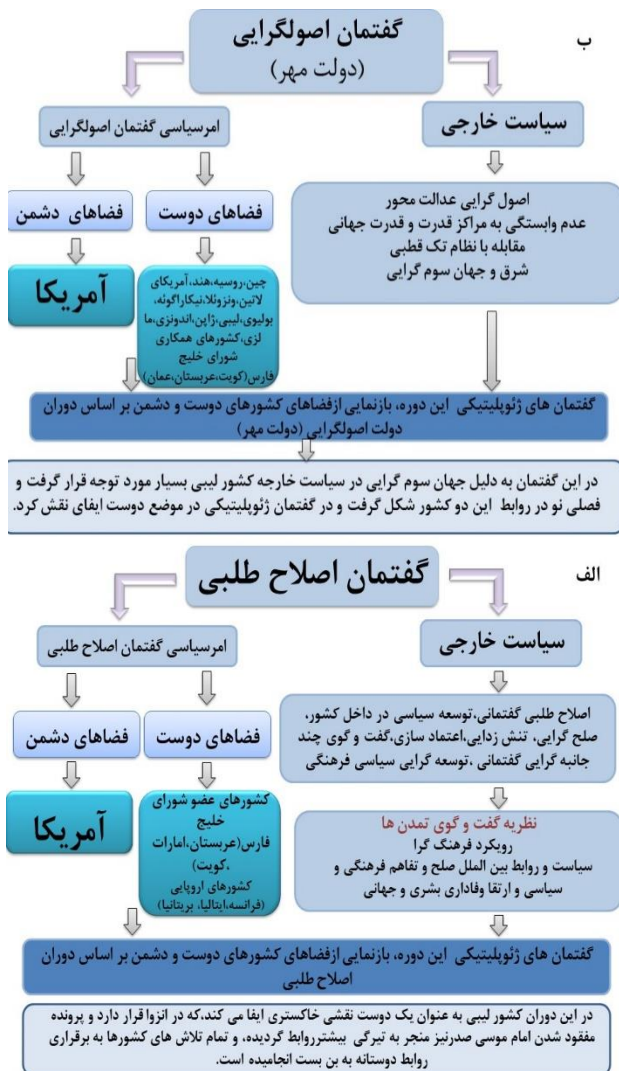 ب
گفتمان اصولگرایی
(دولت مهر)
سیاست خارجی
امرسیاسی گفتمان اصولگرایی
اصول گرایی عدالت محور
عدم وابستگی به مراکز قدرت و قدرت جهانی
مقابله با نظام تک قطبی
شرق و جهان سوم گرایی
فضاهای دوست
فضاهای دشمن
چین،روسیه،هند،آمریکای
لاتین،ونزوئلا،نیکاراگوئه،
بولیوی،لیبی،ژاپن،اندونزی،ما
لزی،کشورهای همکاری
شورای خلیج
فارس(کویت،عربستان،عمان)
آمریکا
گفتمان های ژئوپلیتیکی این دوره، بازنمایی ازفضاهای کشورهای دوست و دشمن بر اساس دوران
دولت اصولگرایی (دولت مهر)
در این گفتمان به دلیل جهان سوم گرایی در سیاست خارجه کشور لیبی بسیار مورد توجه قرار گرفت و
فصلی نو در روابط این دو کشور شکل گرفت و در گفتمان ژئوپلیتیکی در موضع دوست ایفای نقش کرد.
الف
گفتمان اصلاح طلبی
سیاست خارجی
امرسیاسی گفتمان اصلاح طلبی
اصلاح طلبی گفتمانی،توسعه سیاسی در داخل کشور،
صلح گرایی، تنش زدایی،اعتماد سازی،گفت و گوی چند
جانبه گرایی گفتمانی ،توسعه گرایی سیاسی فرهنگی
فضاهای دوست
فضاهای دشمن
نظریه گفت و گوی تمدن ها
رویکرد فرهنگ گرا
سیاست و روابط بین الملل صلح و تفاهم فرهنگی و
سیاسی و ارتقا وفاداری بشری و جهانی
کشورهای عضو شورای
خلیج
فارس(عربستان،امارات
،کویت)
کشورهای اروپایی
(فرانسه،ایتالیا، بریتانیا)
آمریکا
گفتمان های ژئوپلیتیکی این دوره، بازنمایی ازفضاهای کشورهای دوست و دشمن بر اساس دوران
اصلاح طلبی
در این دوران کشور لیبی به عنوان یک دوست نقشی خاکستری ایفا می کند،که در انزوا قرار دارد و پرونده
مفقود شدن امام موسی صدرنیز منجر به تیرگی بیشترروابط گردیده، و تمام تلاش های کشورها به برقراری
روابط دوستانه به بن بست انجامیده است.